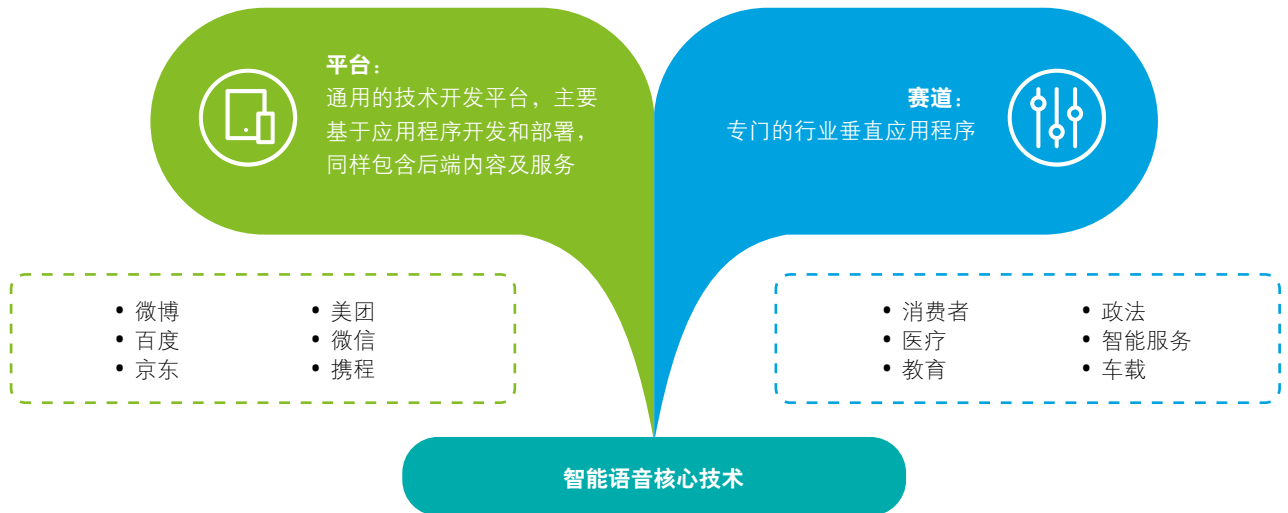 平台：
通用的技术开发平台，主要
基于应用程序开发和部署，
同样包含后端内容及服务
赛道：
专门的行业垂直应用程序
• 微博
• 百度
• 京东
• 美团
• 微信
• 携程
• 消费者
• 医疗
• 教育
• 政法
• 智能服务
• 车载
智能语音核心技术